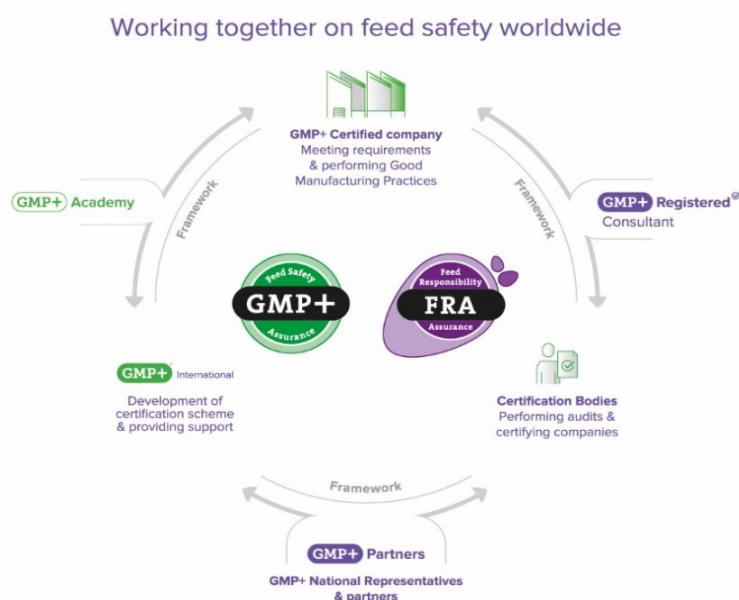 Working together on feed safety worldwide
GMP+ Certified company
Meeting requirements
& performing Good
Manufacturing Practices
Framework
Framework
GMP+ Academy
GMP+ Registered
Consultant
Feed Safety
GMP+
Assurance
Feed
Responsibility
FRA
Assurance
GMP+ International
Development of
certification scheme
& providing support
Certification Bodies
Performing audits &
certifying companies
Framework
GMP+ Partners
GMP+ National Representatives
& partners